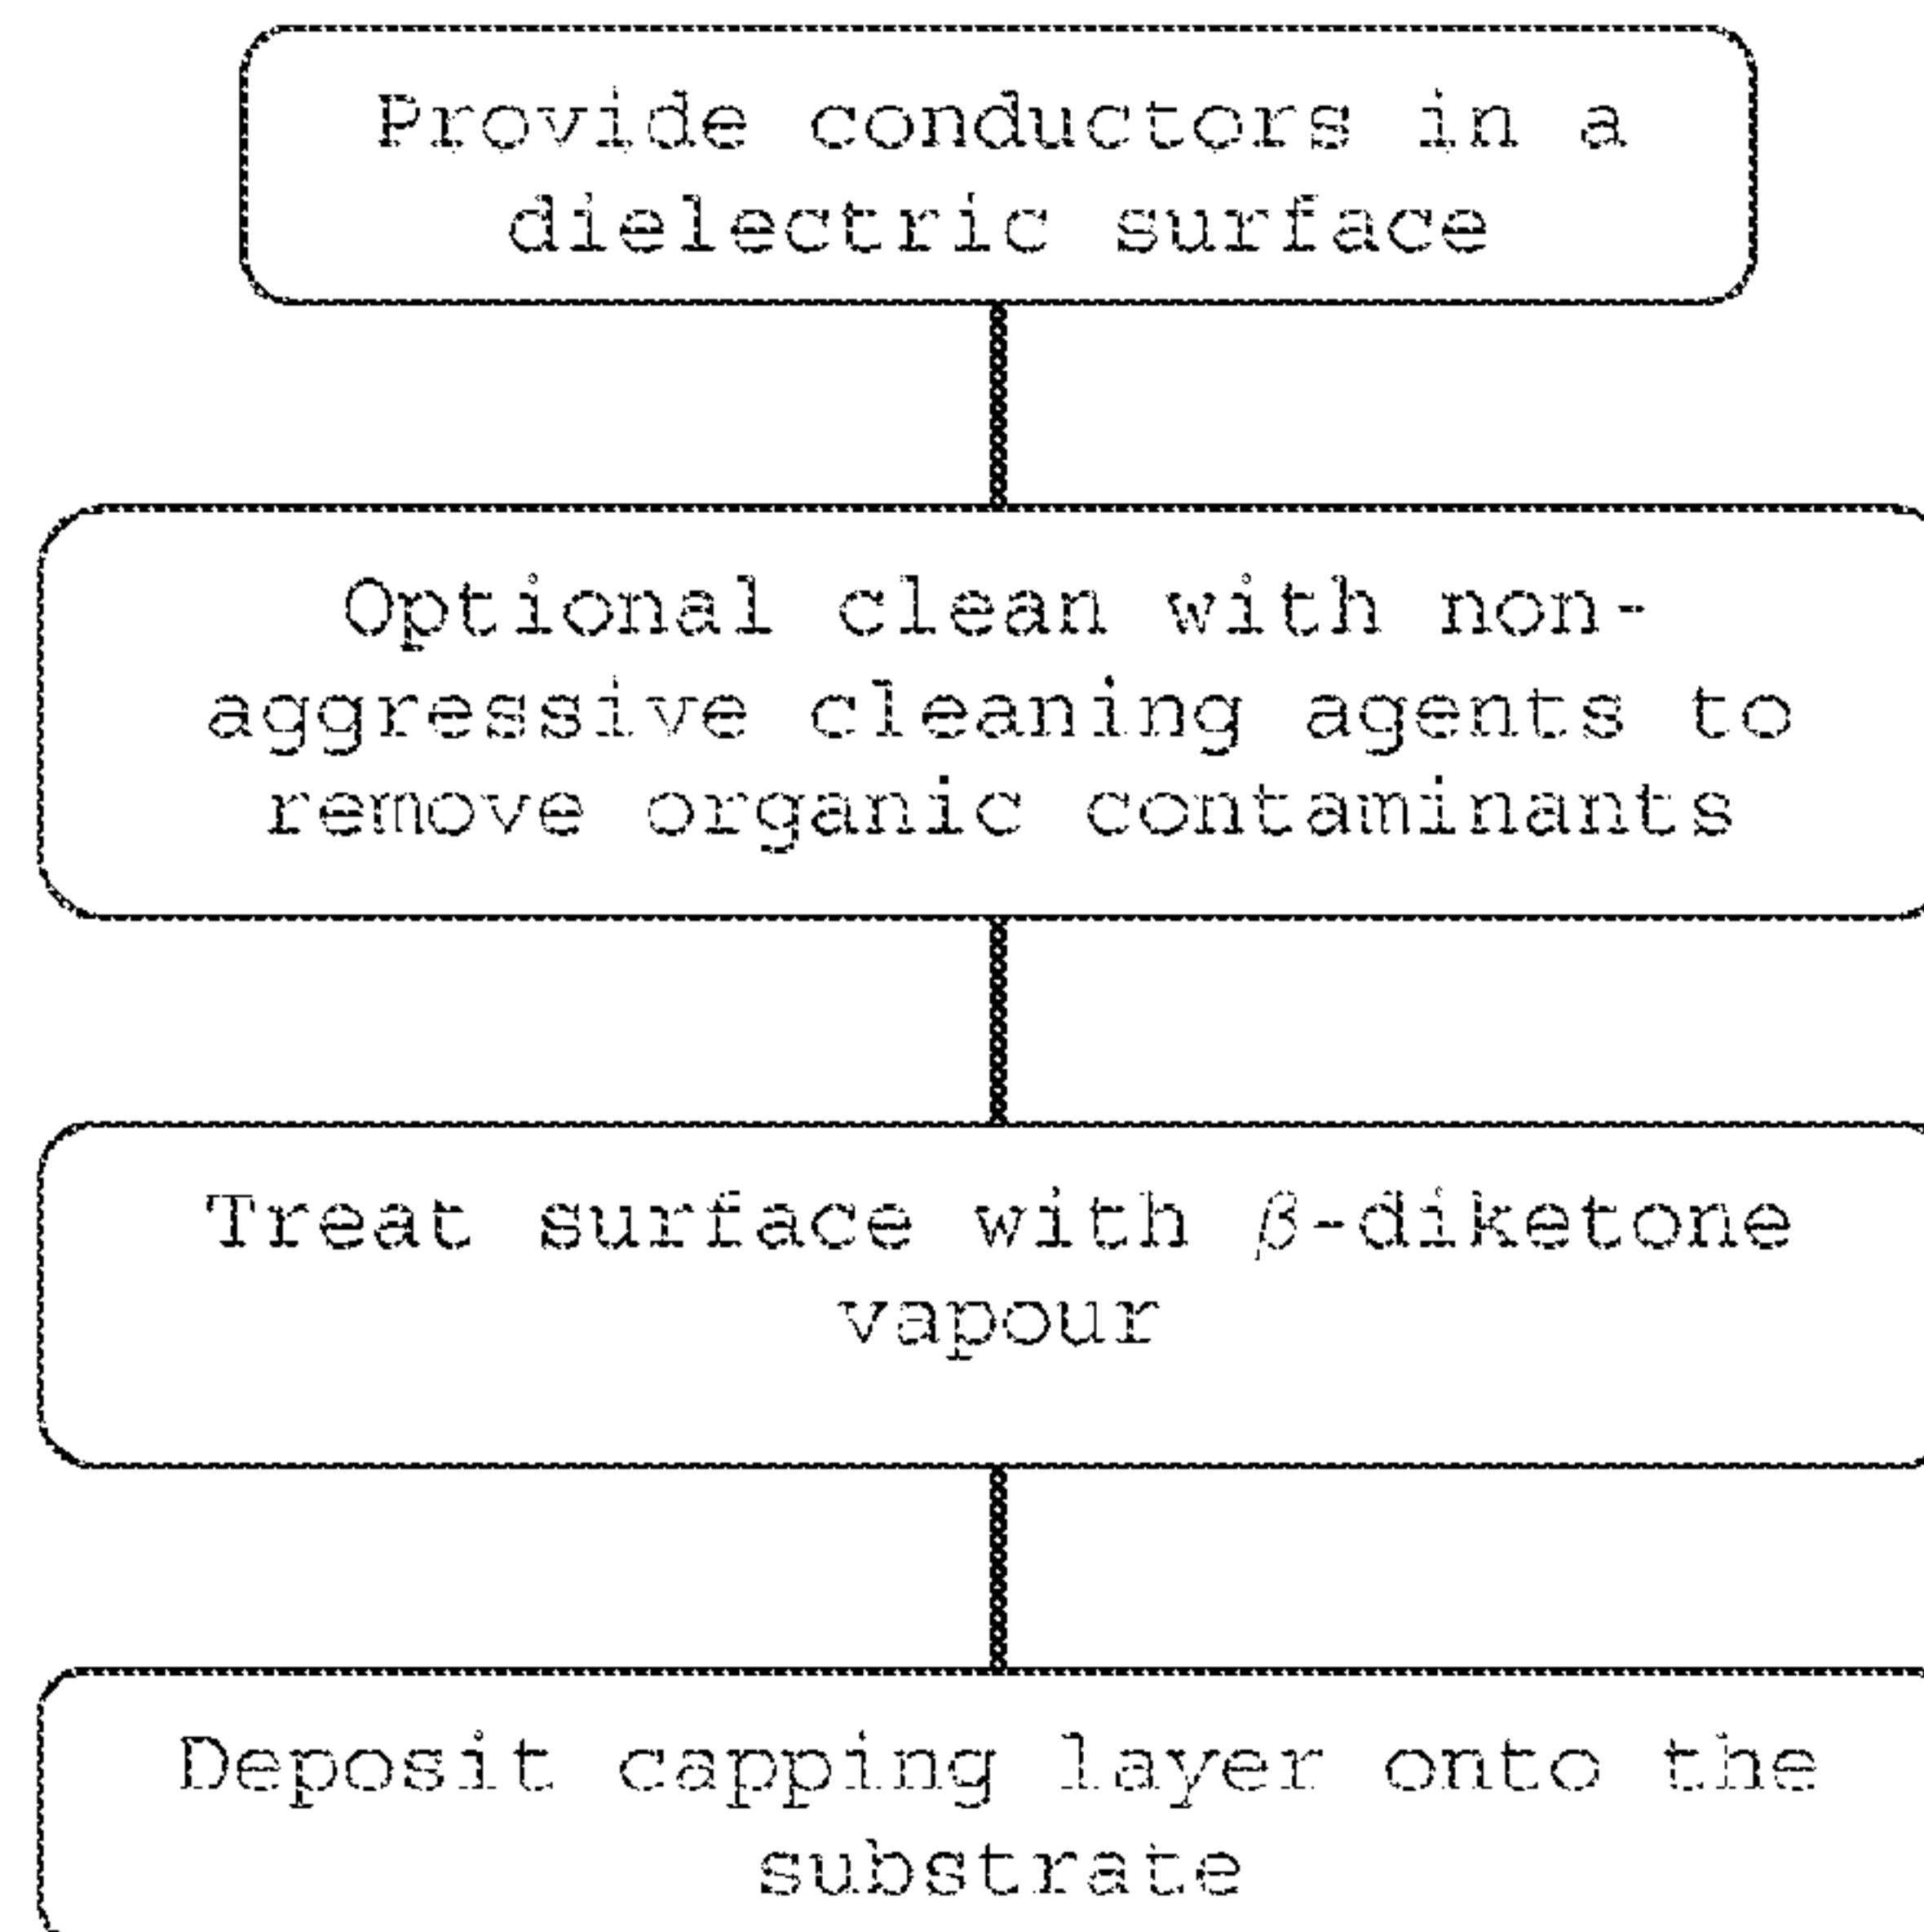 Provide conductors in a
dielectric surface
Optional clean with non-
aggressive cleaning agents to
remove organic contaminants
Treat surface with β-diketone
vapour
Deposit capping layer onto the
substrate